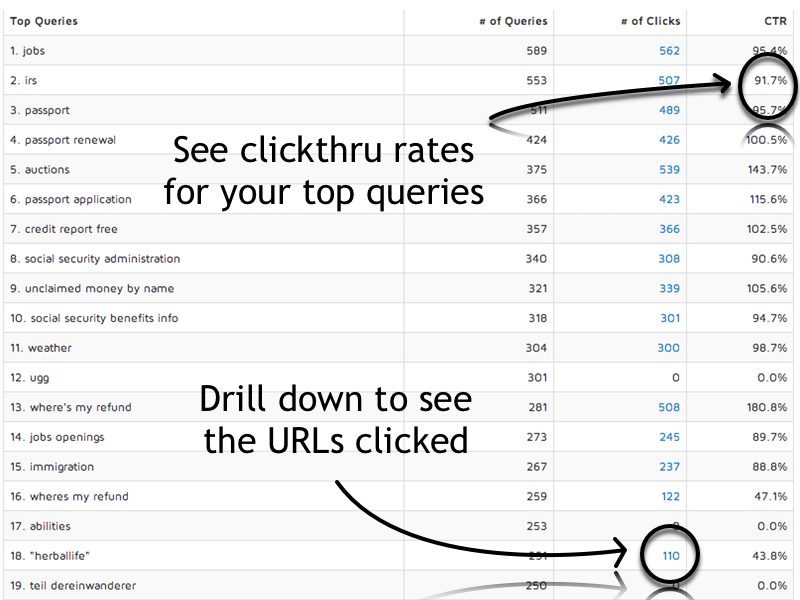 Top Queries # of Queries # of Clicks CTR
1. jobs 589 562 95.4%
2. irs 553 507 91.7%
3. passport 511 489 95.7%
4. passport renewal 424 426 100.5%
See clickthru rates
for your top queries
5. auctions 375 539 143.7%
6. passport application 366 423 115.6%
7. credit report free 357 366 102.5%
8. social security administration 340 308 90.6%
9. unclaimed money by name 321 339 105.6%
10. social security benefits info 318 301 94.7%
11. weather 304 300 98.7%
12. ugg 301 0 0.0%
Drill down to see
the URLs clicked
13. where's my refund 281 508 180.8%
14. jobs openings 273 245 89.7%
15. immigration 267 237 88.8%
16. wheres my refund 259 122 47.1%
17. abilities 253 0 0.0%
18. "herballife" 251 110 43.8%
19. teil dereinwanderer 250 0 0.0%